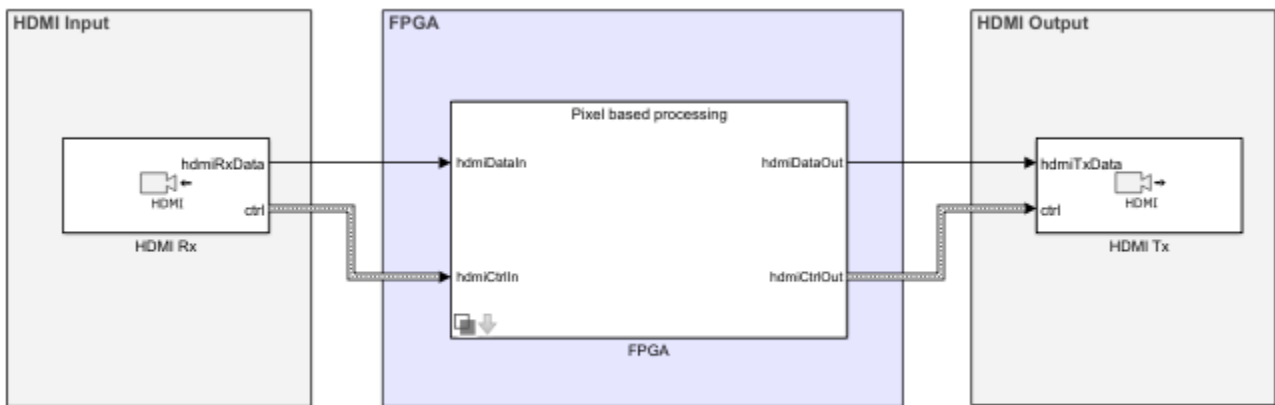 HDMI Input
hdmiRxData
HDMI
ctrl
HDMI Rx
FPGA
Pixel based processing
hdmiDataIn
hdmiDataOut
hdmiCtrlIn
hdmiCtrlOut
FPGA
HDMI Output
hdmiTxData
HDMI
ctrl
HDMI Tx